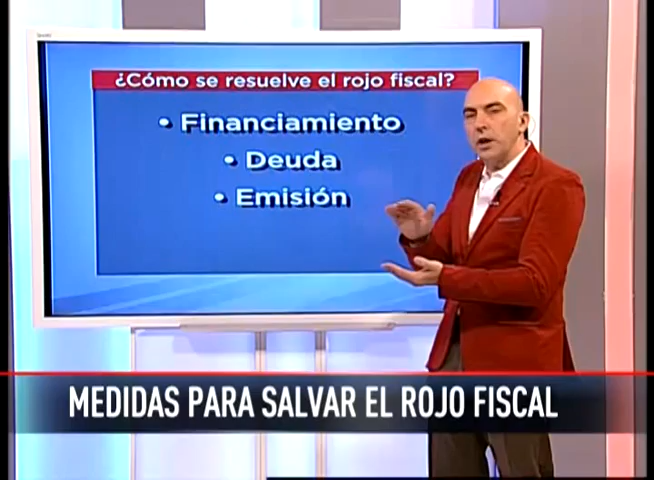 ¿Cómo se resuelve el rojo fiscal?
• Financiamiento
• Deuda
• Emisión
MEDIDAS PARA SALVAR EL ROJO FISCAL